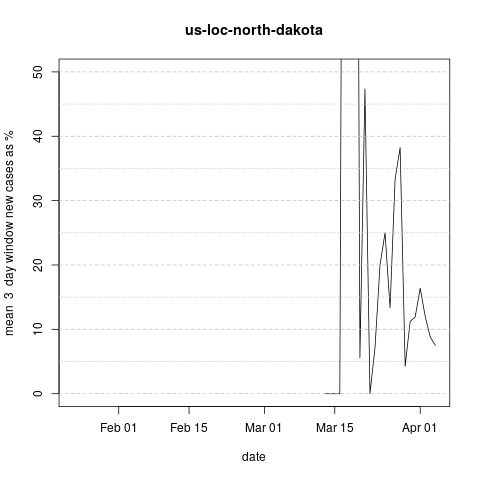 us-loc-north-dakota
mean  3  day window new cases as %
50
40
30
20
10
0
Feb 01
Feb 15
Mar 01
Mar 15
Apr 01
date